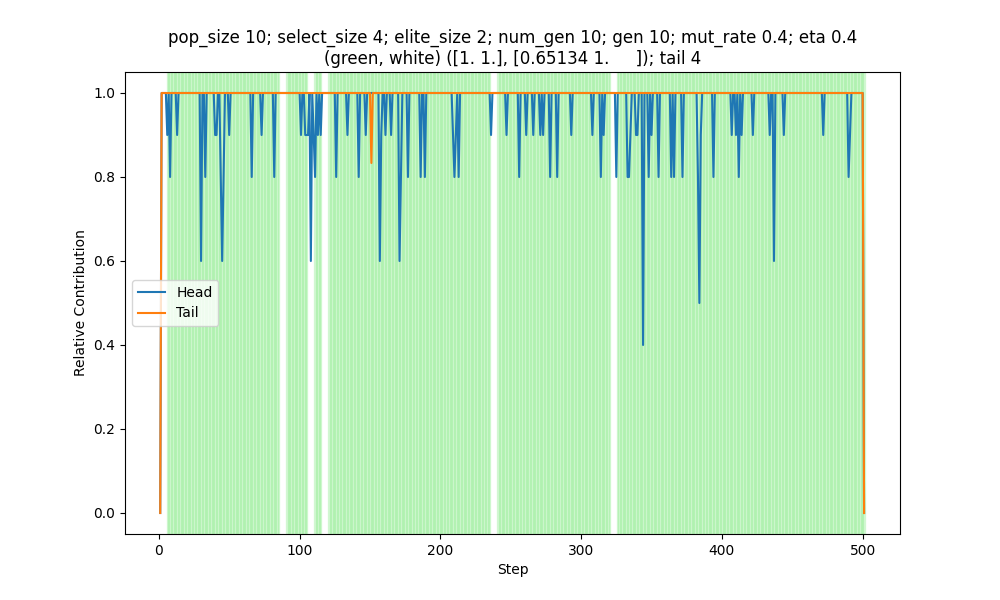 pop_size 10; select_size 4; elite_size 2; num_gen 10; gen 10; mut_rate 0.4; eta 0.4
(green, white) ([1. 1.], [0.65134 1.     ]); tail 4
1.0
0.8
0.6
0.4
0.2
0.0
Relative Contribution
Head
Tail
0 100 200 300 400 500
Step